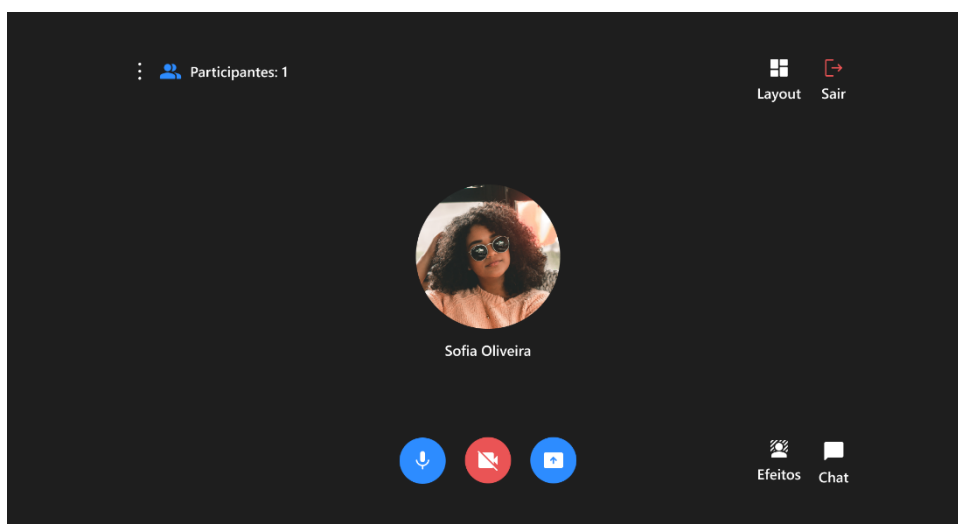 Participantes: 1
Layout
Sair
Sofia Oliveira
Efeitos
Chat